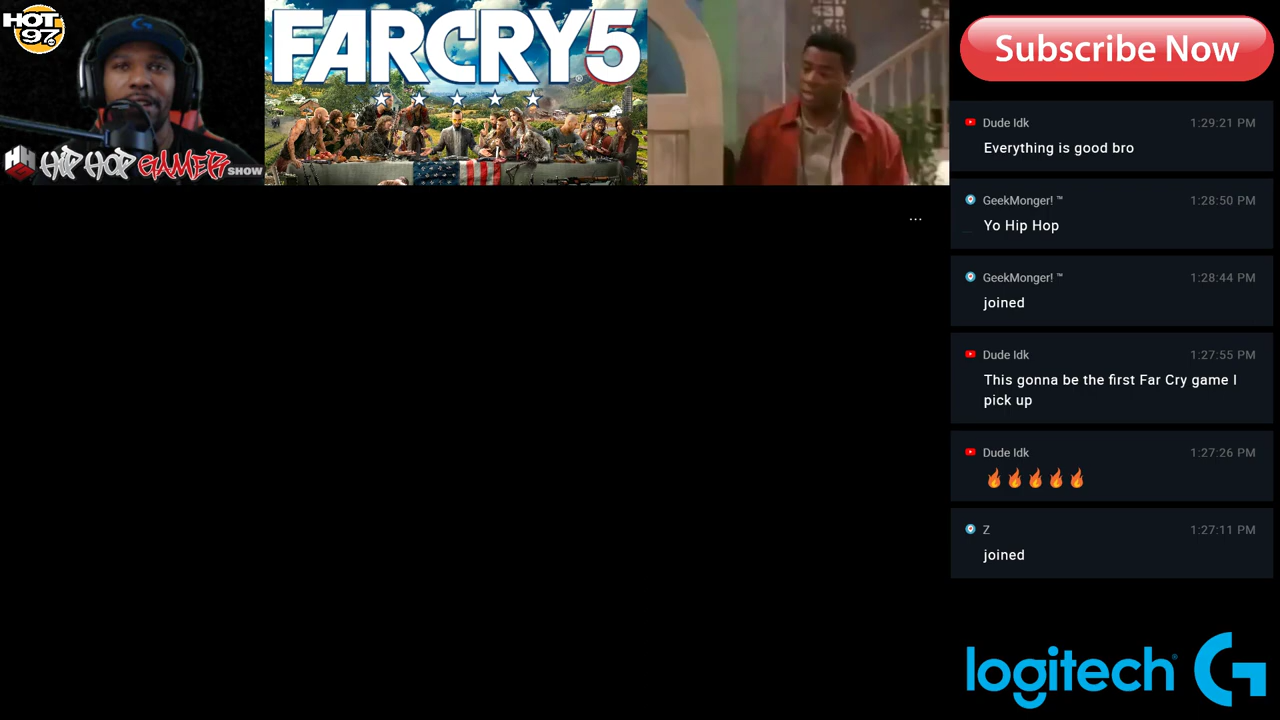 HOT
97
HIP HOP GAMER SHOW
FARCRY5
...
Subscribe Now
Dude Idk 1:29:21 PM
Everything is good bro
GeekMonger! ™ 1:28:50 PM
Yo Hip Hop
GeekMonger! ™ 1:28:44 PM
joined
Dude Idk 1:27:55 PM
This gonna be the first Far Cry game I
pick up
Dude Idk 1:27:26 PM
🔥🔥🔥🔥🔥
Z 1:27:11 PM
joined
logitech G